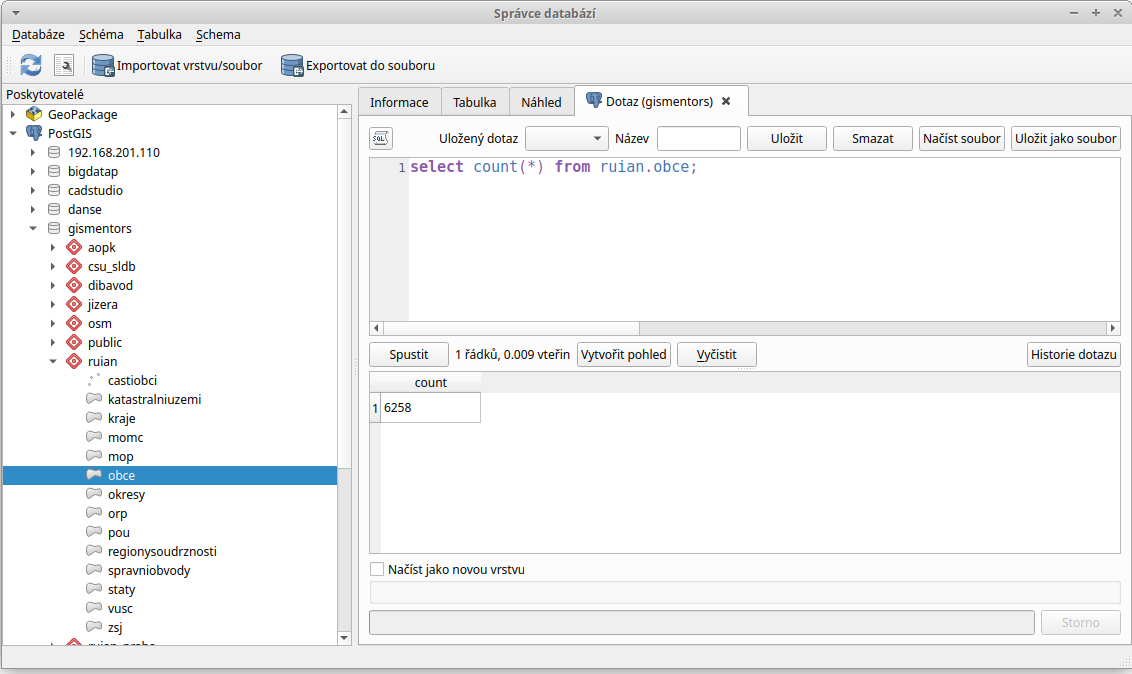 Správce databází
Databáze Schéma Tabulka Schema
Importovat vrstvu/soubor Exportovat do souboru
Poskytovatelé
GeoPackage
PostGIS
192.168.201.110
bigdatap
cadstudio
danse
gismentors
aopk
csu_sldb
dibavod
jizera
osm
public
ruian
castiobci
katastralniuzemi
kraje
momc
mop
obce
okresy
orp
pou
regionysoudrznosti
spravniobvody
staty
vusc
zsj
Informace Tabulka Náhled Dotaz (gismentors)
SQL Uložený dotaz Název Uložit Smazat Načíst soubor Uložit jako soubor
1 select count(*) from ruian.obce;
Spustit 1 řádků, 0.009 vteřin Vytvořit pohled Vyčistit Historie dotazu
count
1 6258
Načíst jako novou vrstvu
Storno